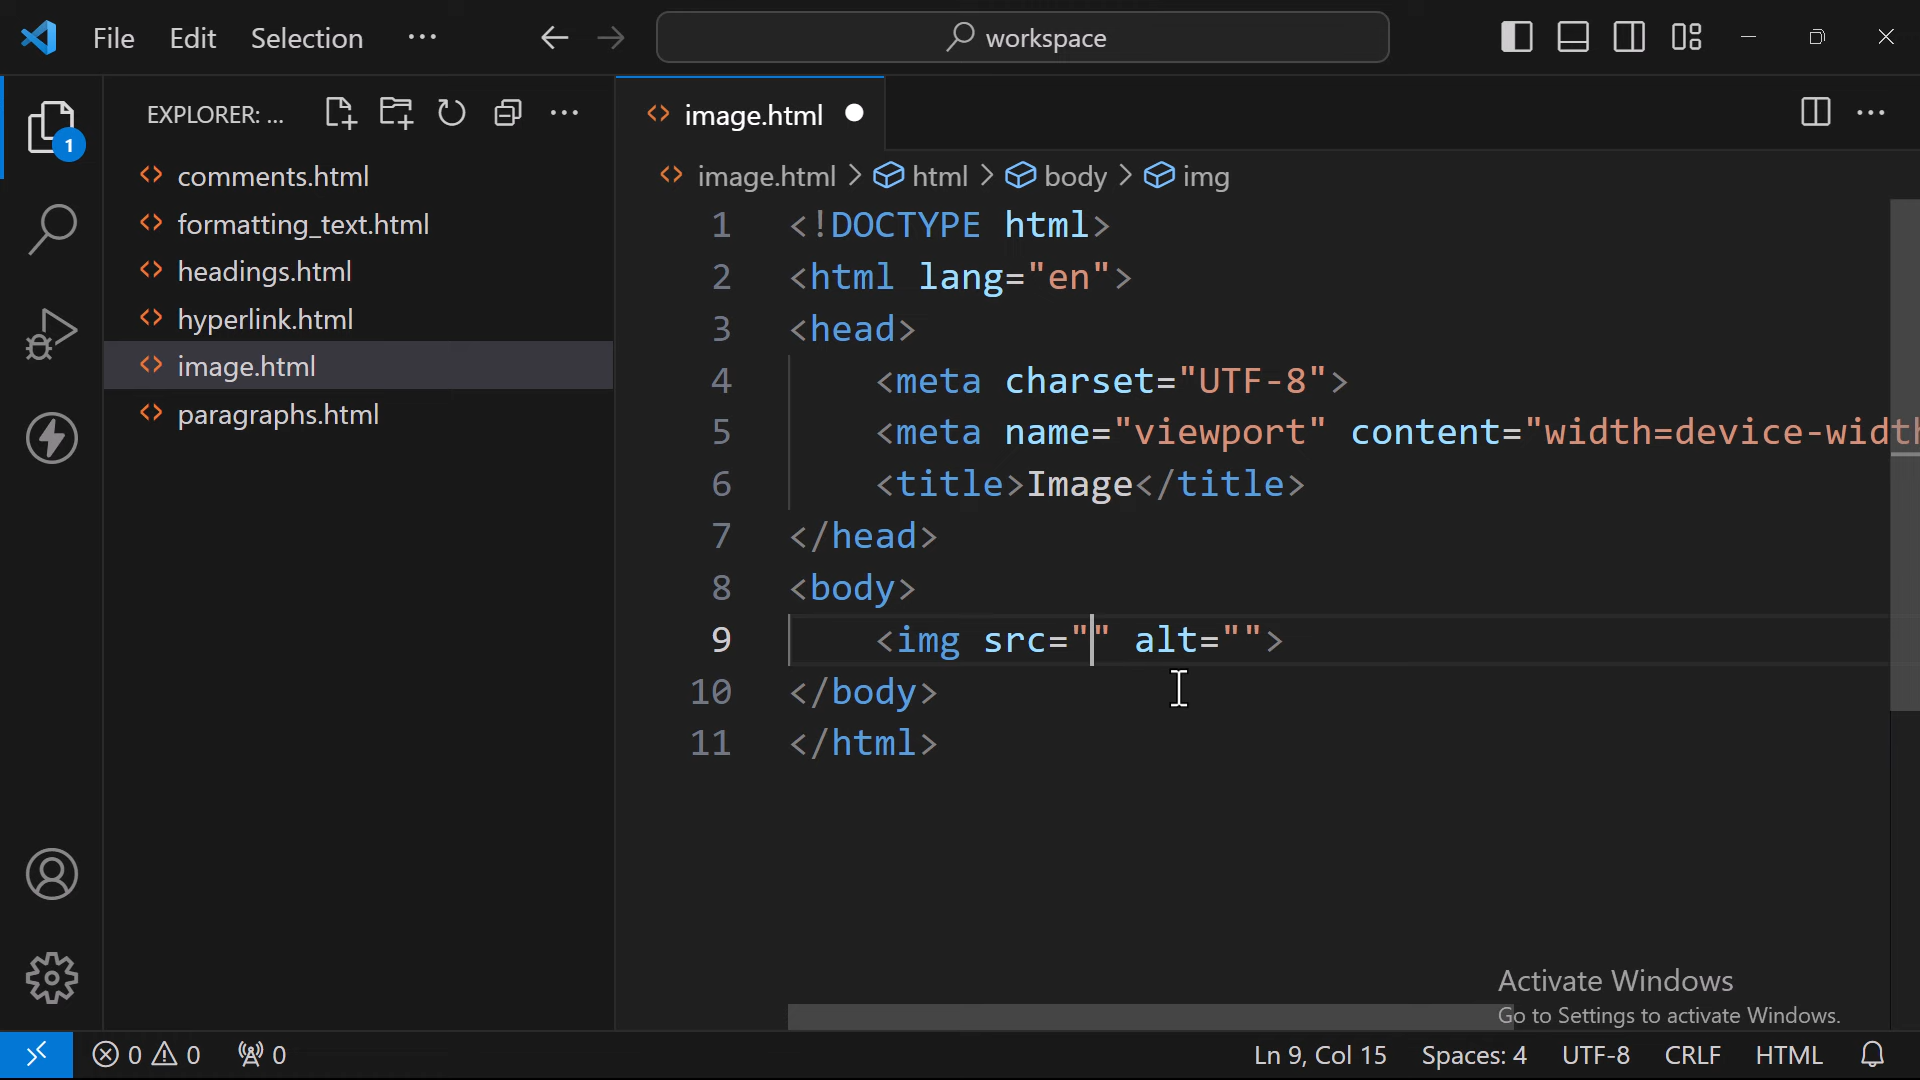 File Edit Selection ···
workspace
EXPLORER: ...
comments.html
formatting_text.html
headings.html
hyperlink.html
image.html
paragraphs.html
1
image.html
image.html > html > body > img
1 <!DOCTYPE html>
2 <html lang="en">
3 <head>
4 <meta charset="UTF-8">
5 <meta name="viewport" content="width=device-width
6 <title>Image</title>
7 </head>
8 <body>
9 <img src="" alt="">
10 </body>
11 </html>
Activate Windows
Go to Settings to activate Windows.
0 0 0 Ln 9, Col 15 Spaces: 4 UTF-8 CRLF HTML